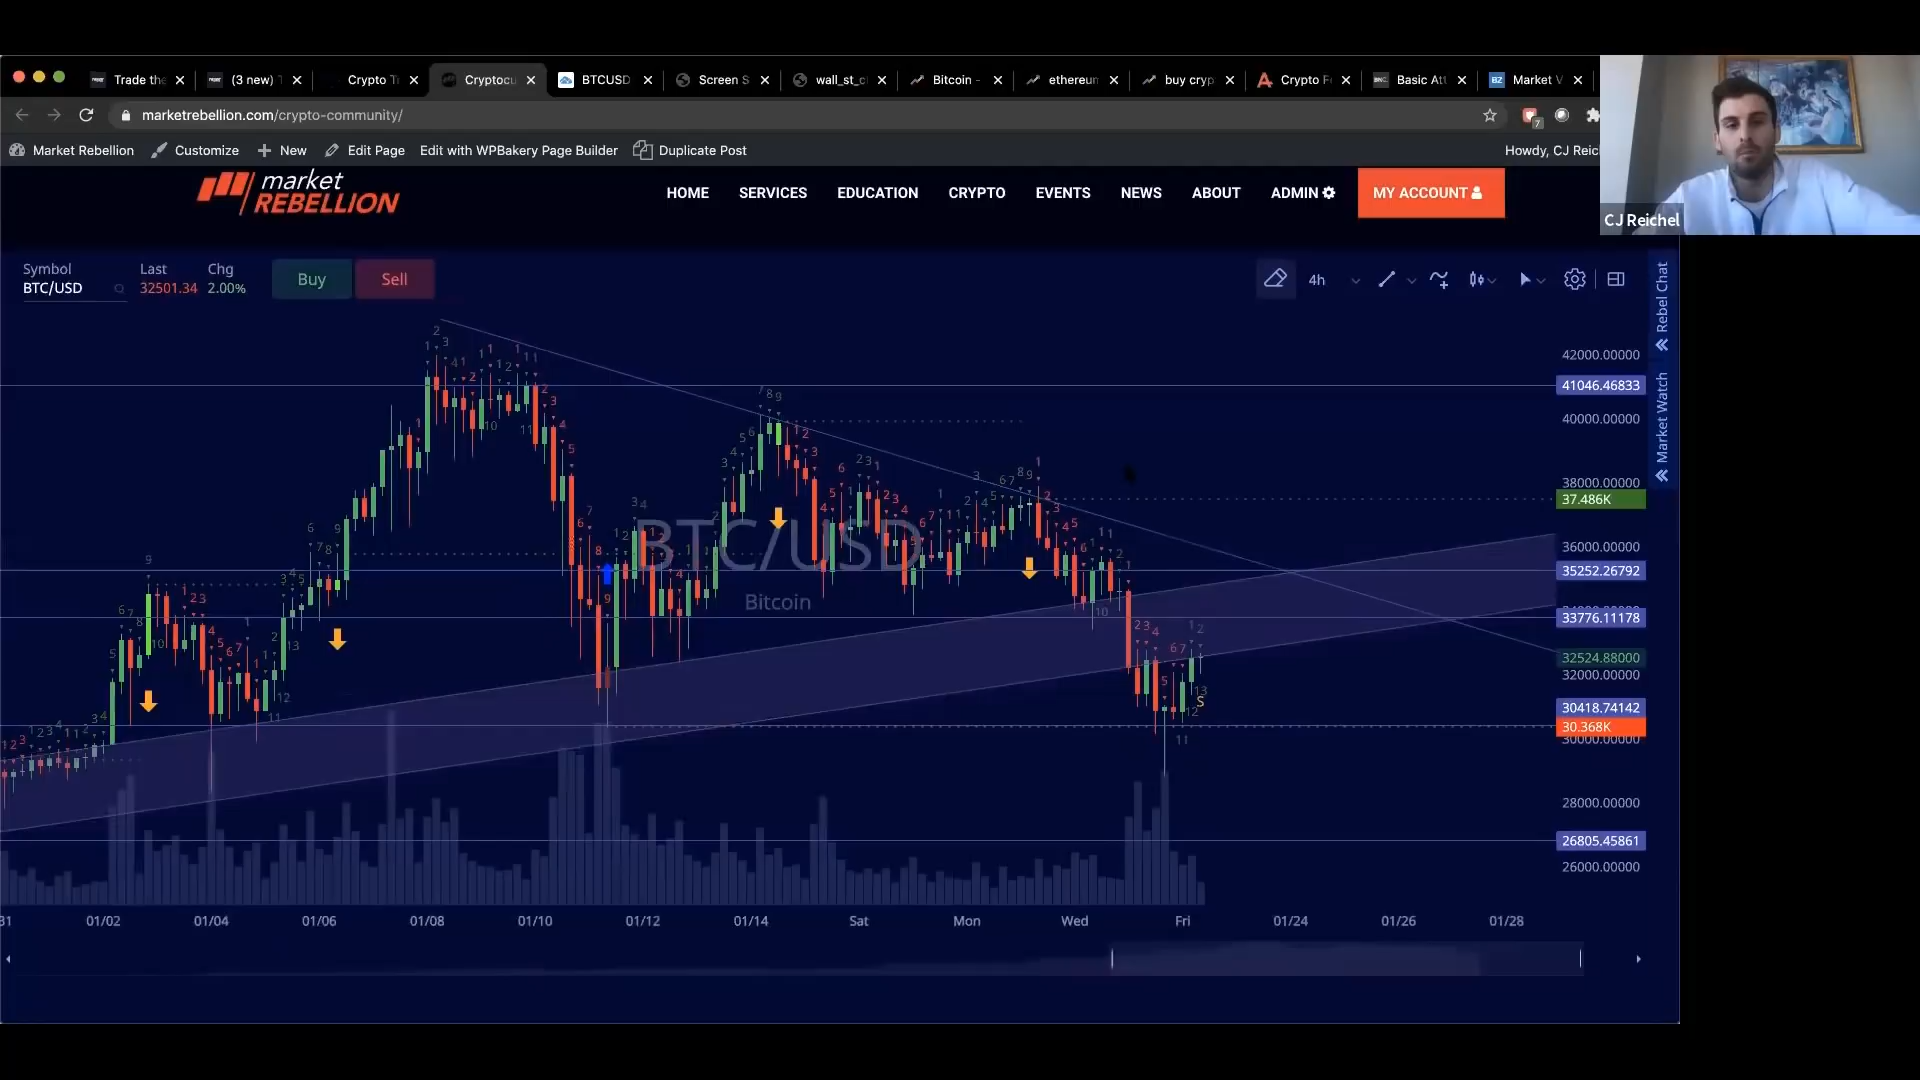 Trade the (3 new) T Crypto T Cryptocu BTCUSD Screen S wall_st_c Bitcoin - ethereum buy cryp Crypto F Basic Att Market V
marketrebellion.com/crypto-community/
7
Market Rebellion Customize New Edit Page Edit with WPBakery Page Builder Duplicate Post Howdy, CJ Reic
market REBELLION
HOME SERVICES EDUCATION CRYPTO EVENTS NEWS ABOUT ADMIN MY ACCOUNT
CJ Reichel
Symbol Last Chg
BTC/USD 32501.34 2.00%
Buy Sell
4h
Rebel Chat
Market Watch
BTC/USD
Bitcoin
42000.00000
41046.46833
40000.00000
38000.00000
37.486K
36000.00000
35252.26792
33776.11178
32524.88000
32000.00000
30418.74142
30.368K
30000.00000
28000.00000
26805.45861
26000.00000
S
31 01/02 01/04 01/06 01/08 01/10 01/12 01/14 Sat Mon Wed Fri 01/24 01/26 01/28